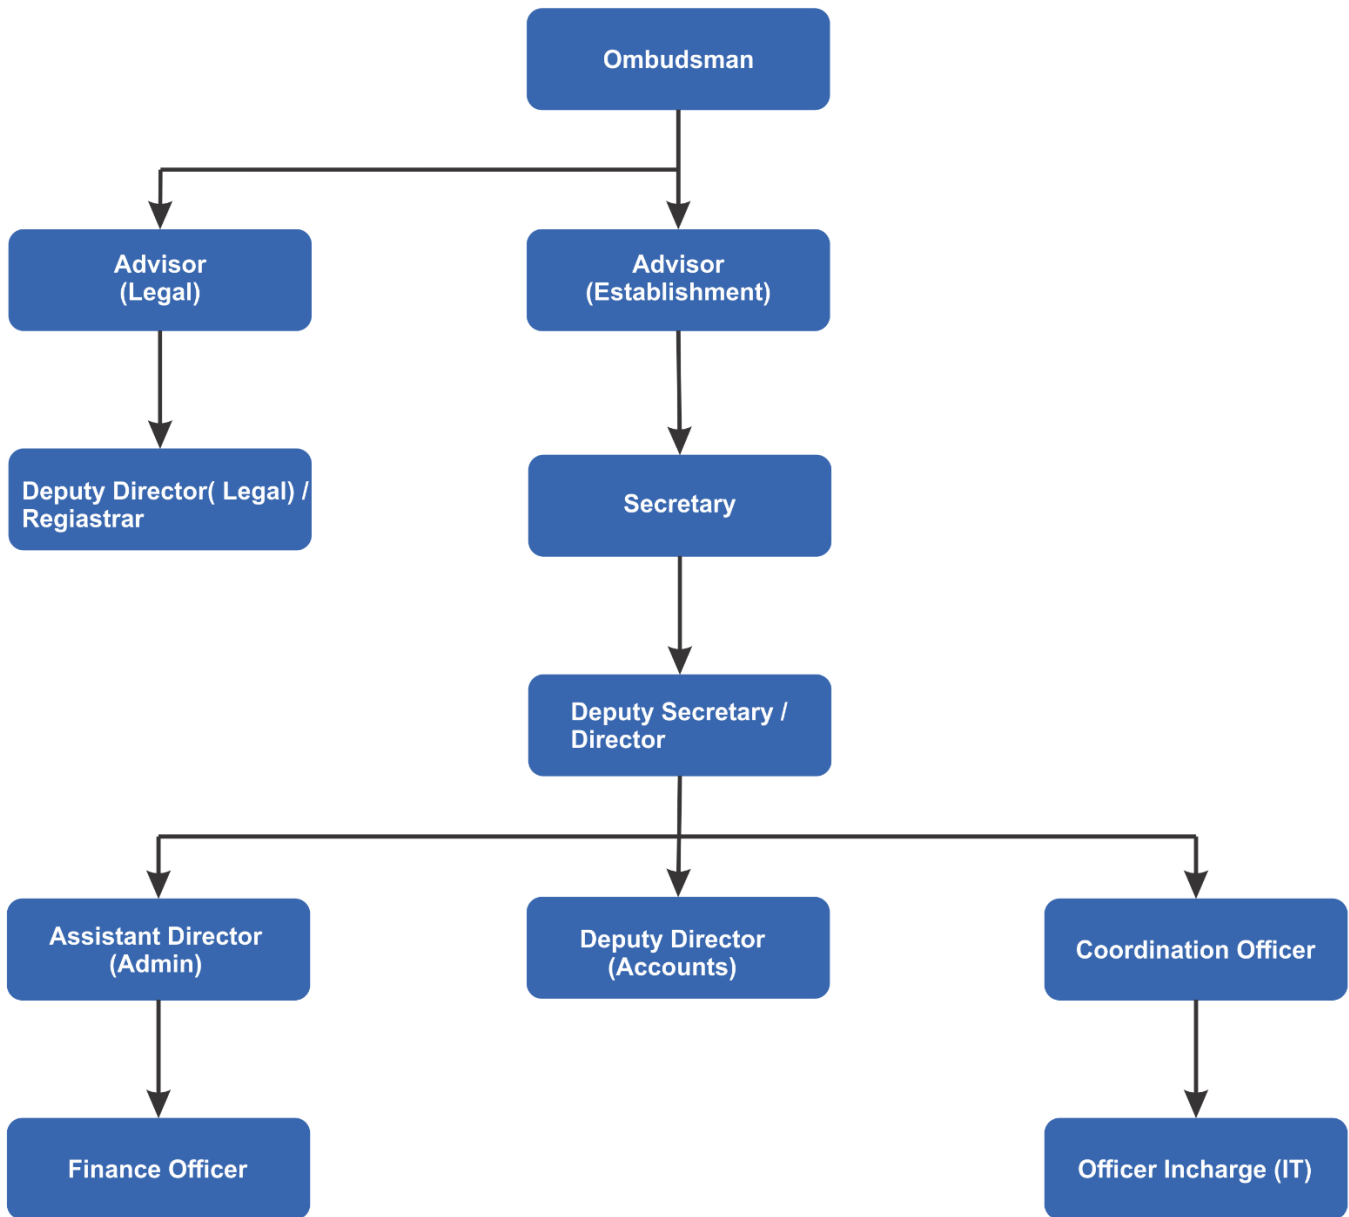 Ombudsman
Advisor
(Legal)
Advisor
(Establishment)
Deputy Director( Legal) /
Regiastrar
Secretary
Deputy Secretary /
Director
Assistant Director
(Admin)
Deputy Director
(Accounts)
Coordination Officer
Finance Officer
Officer Incharge (IT)